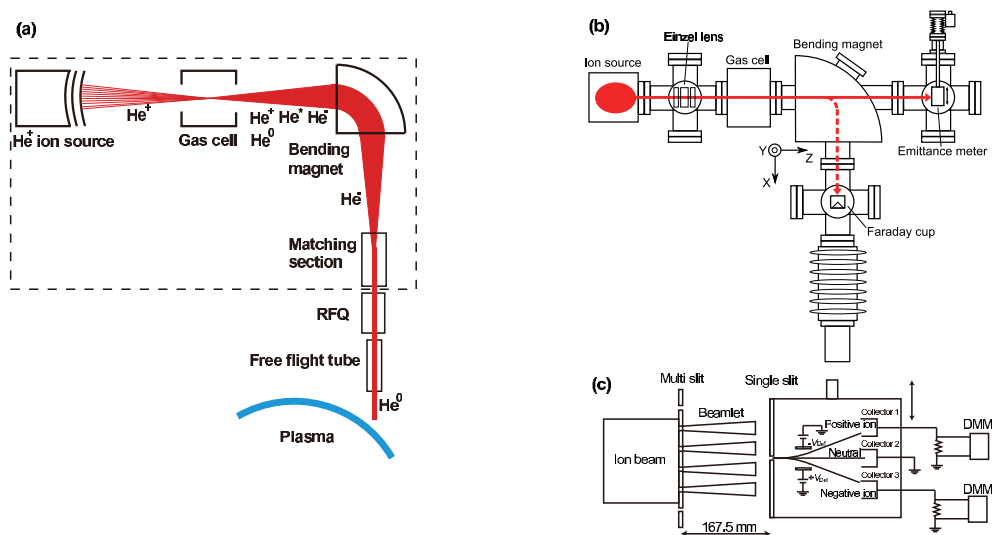 (a)
He+
He+ ion source
Gas cell
He+ He* He-
He0
Bending
magnet
He-
Matching
section
RFQ
Free flight tube
He0
Plasma
(b)
Ion source
Einzel lens
Gas cell
Bending magnet
Emittance meter
Y
Z
X
Faraday cup
(c)
Multi slit
Single slit
Beamlet
Ion beam
167.5 mm
Collector 1
Positive ion
-VDef
Collector 2
Neutral
+VDef
Collector 3
Negative ion
DMM
DMM